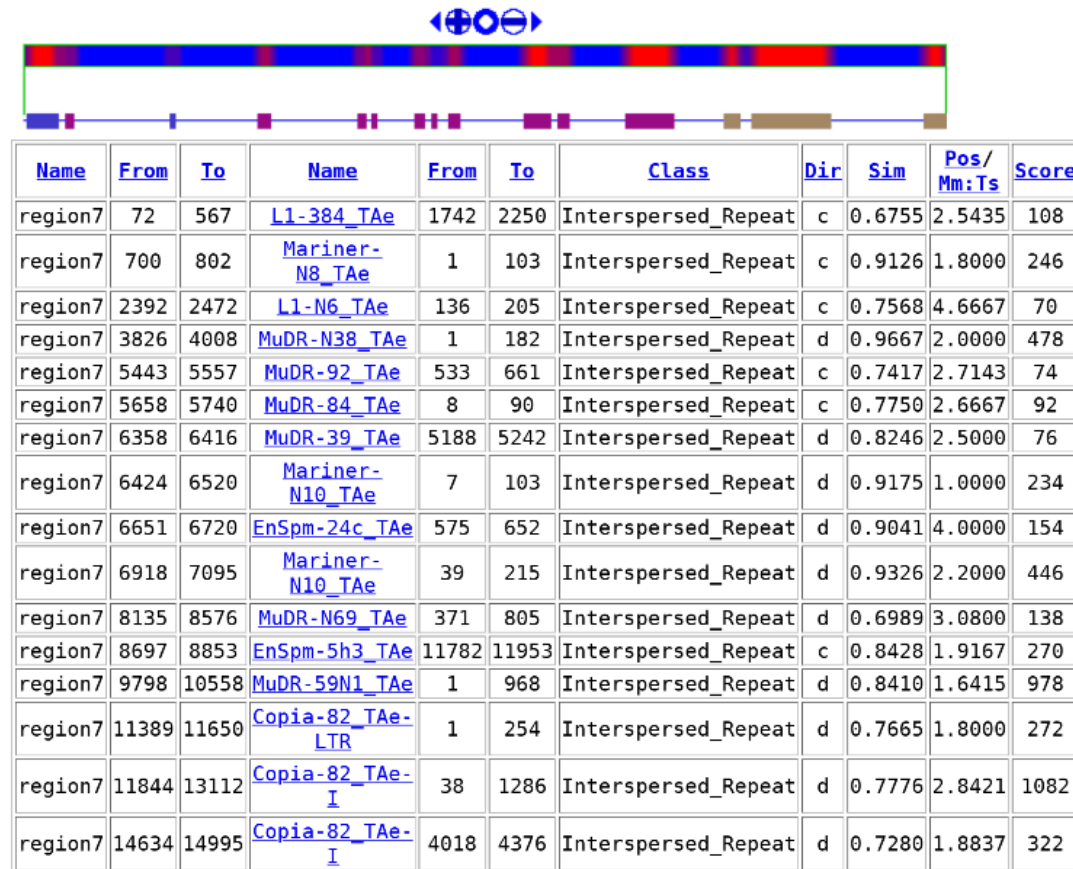 Name From To Name From To Class Dir Sim Pos/ Mm:Ts Score
region7 72 567 L1-384_TAe 1742 2250 Interspersed_Repeat c 0.6755 2.5435 108
region7 700 802 Mariner- N8_TAe 1 103 Interspersed_Repeat c 0.9126 1.8000 246
region7 2392 2472 L1-N6_TAe 136 205 Interspersed_Repeat c 0.7568 4.6667 70
region7 3826 4008 MuDR-N38_TAe 1 182 Interspersed_Repeat d 0.9667 2.0000 478
region7 5443 5557 MuDR-92_TAe 533 661 Interspersed_Repeat c 0.7417 2.7143 74
region7 5658 5740 MuDR-84_TAe 8 90 Interspersed_Repeat c 0.7750 2.6667 92
region7 6358 6416 MuDR-39_TAe 5188 5242 Interspersed_Repeat d 0.8246 2.5000 76
region7 6424 6520 Mariner- N10_TAe 7 103 Interspersed_Repeat d 0.9175 1.0000 234
region7 6651 6720 EnSpm-24c_TAe 575 652 Interspersed_Repeat d 0.9041 4.0000 154
region7 6918 7095 Mariner- N10_TAe 39 215 Interspersed_Repeat d 0.9326 2.2000 446
region7 8135 8576 MuDR-N69_TAe 371 805 Interspersed_Repeat d 0.6989 3.0800 138
region7 8697 8853 EnSpm-5h3_TAe 11782 11953 Interspersed_Repeat c 0.8428 1.9167 270
region7 9798 10558 MuDR-59N1_TAe 1 968 Interspersed_Repeat d 0.8410 1.6415 978
region7 11389 11650 Copia-82_TAe- LTR 1 254 Interspersed_Repeat d 0.7665 1.8000 272
region7 11844 13112 Copia-82_TAe- I 38 1286 Interspersed_Repeat d 0.7776 2.8421 1082
region7 14634 14995 Copia-82_TAe- I 4018 4376 Interspersed_Repeat d 0.7280 1.8837 322